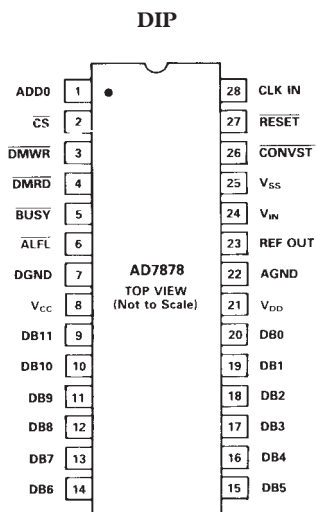 DIP
ADD0 1 28 CLK IN
CS 2 27 RESET
DMWR 3 26 CONVST
DMRD 4 25 VSS
BUSY 5 24 VIN
ALFL 6 23 REF OUT
DGND 7 22 AGND
VCC 8 21 VDD
DB11 9 20 DB0
DB10 10 19 DB1
DB9 11 18 DB2
DB8 12 17 DB3
DB7 13 16 DB4
DB6 14 15 DB5
AD7878
TOP VIEW
(Not to Scale)